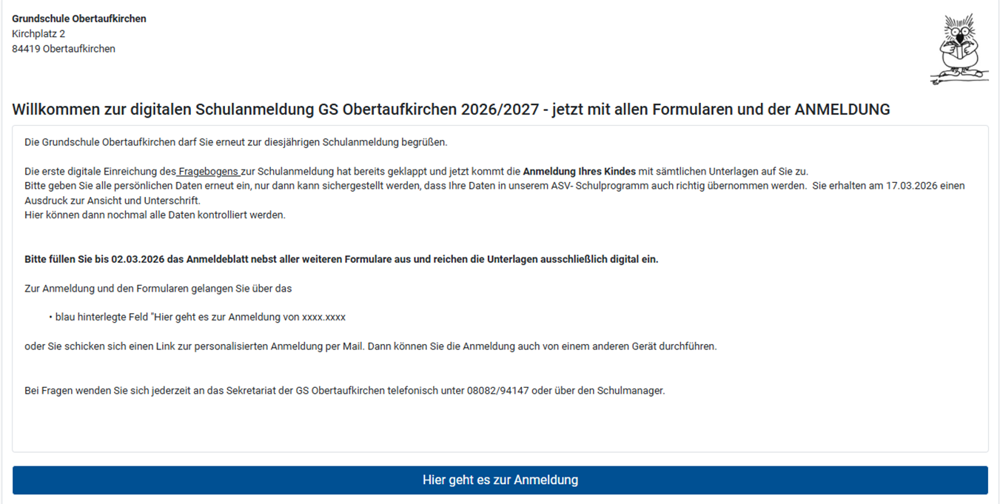 Grundschule Obertaufkirchen
Kirchplatz 2
84419 Obertaufkirchen
Willkommen zur digitalen Schulanmeldung GS Obertaufkirchen 2026/2027 - jetzt mit allen Formularen und der ANMELDUNG
Die Grundschule Obertaufkirchen darf Sie erneut zur diesjährigen Schulanmeldung begrüßen.
Die erste digitale Einreichung des Fragebogens zur Schulanmeldung hat bereits geklappt und jetzt kommt die Anmeldung Ihres Kindes mit sämtlichen Unterlagen auf Sie zu.
Bitte geben Sie alle persönlichen Daten erneut ein, nur dann kann sichergestellt werden, dass Ihre Daten in unserem ASV- Schulprogramm auch richtig übernommen werden.  Sie erhalten am 17.03.2026 einen
Ausdruck zur Ansicht und Unterschrift.
Hier können dann nochmal alle Daten kontrolliert werden.
Bitte füllen Sie bis 02.03.2026 das Anmeldeblatt nebst aller weiteren Formulare aus und reichen die Unterlagen ausschließlich digital ein.
Zur Anmeldung und den Formularen gelangen Sie über das
• blau hinterlegte Feld "Hier geht es zur Anmeldung von xxxx.xxxx
oder Sie schicken sich einen Link zur personalisierten Anmeldung per Mail. Dann können Sie die Anmeldung auch von einem anderen Gerät durchführen.
Bei Fragen wenden Sie sich jederzeit an das Sekretariat der GS Obertaufkirchen telefonisch unter 08082/94147 oder über den Schulmanager.
Hier geht es zur Anmeldung